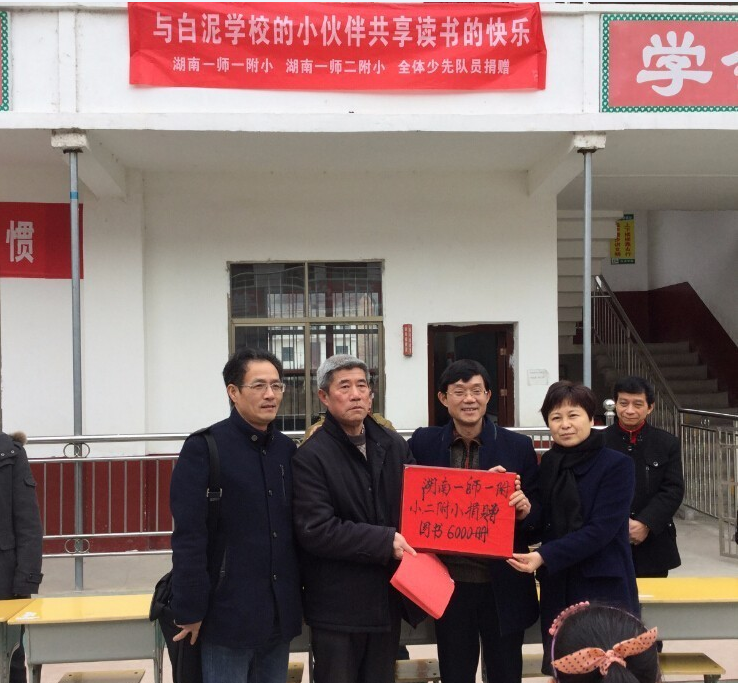 与白泥学校的小伙伴共享读书的快乐
湖南一师一附小 湖南一师二附小 全体少先队员捐赠
学
惯
湖南一师一附
小二附小捐赠
图书6000册